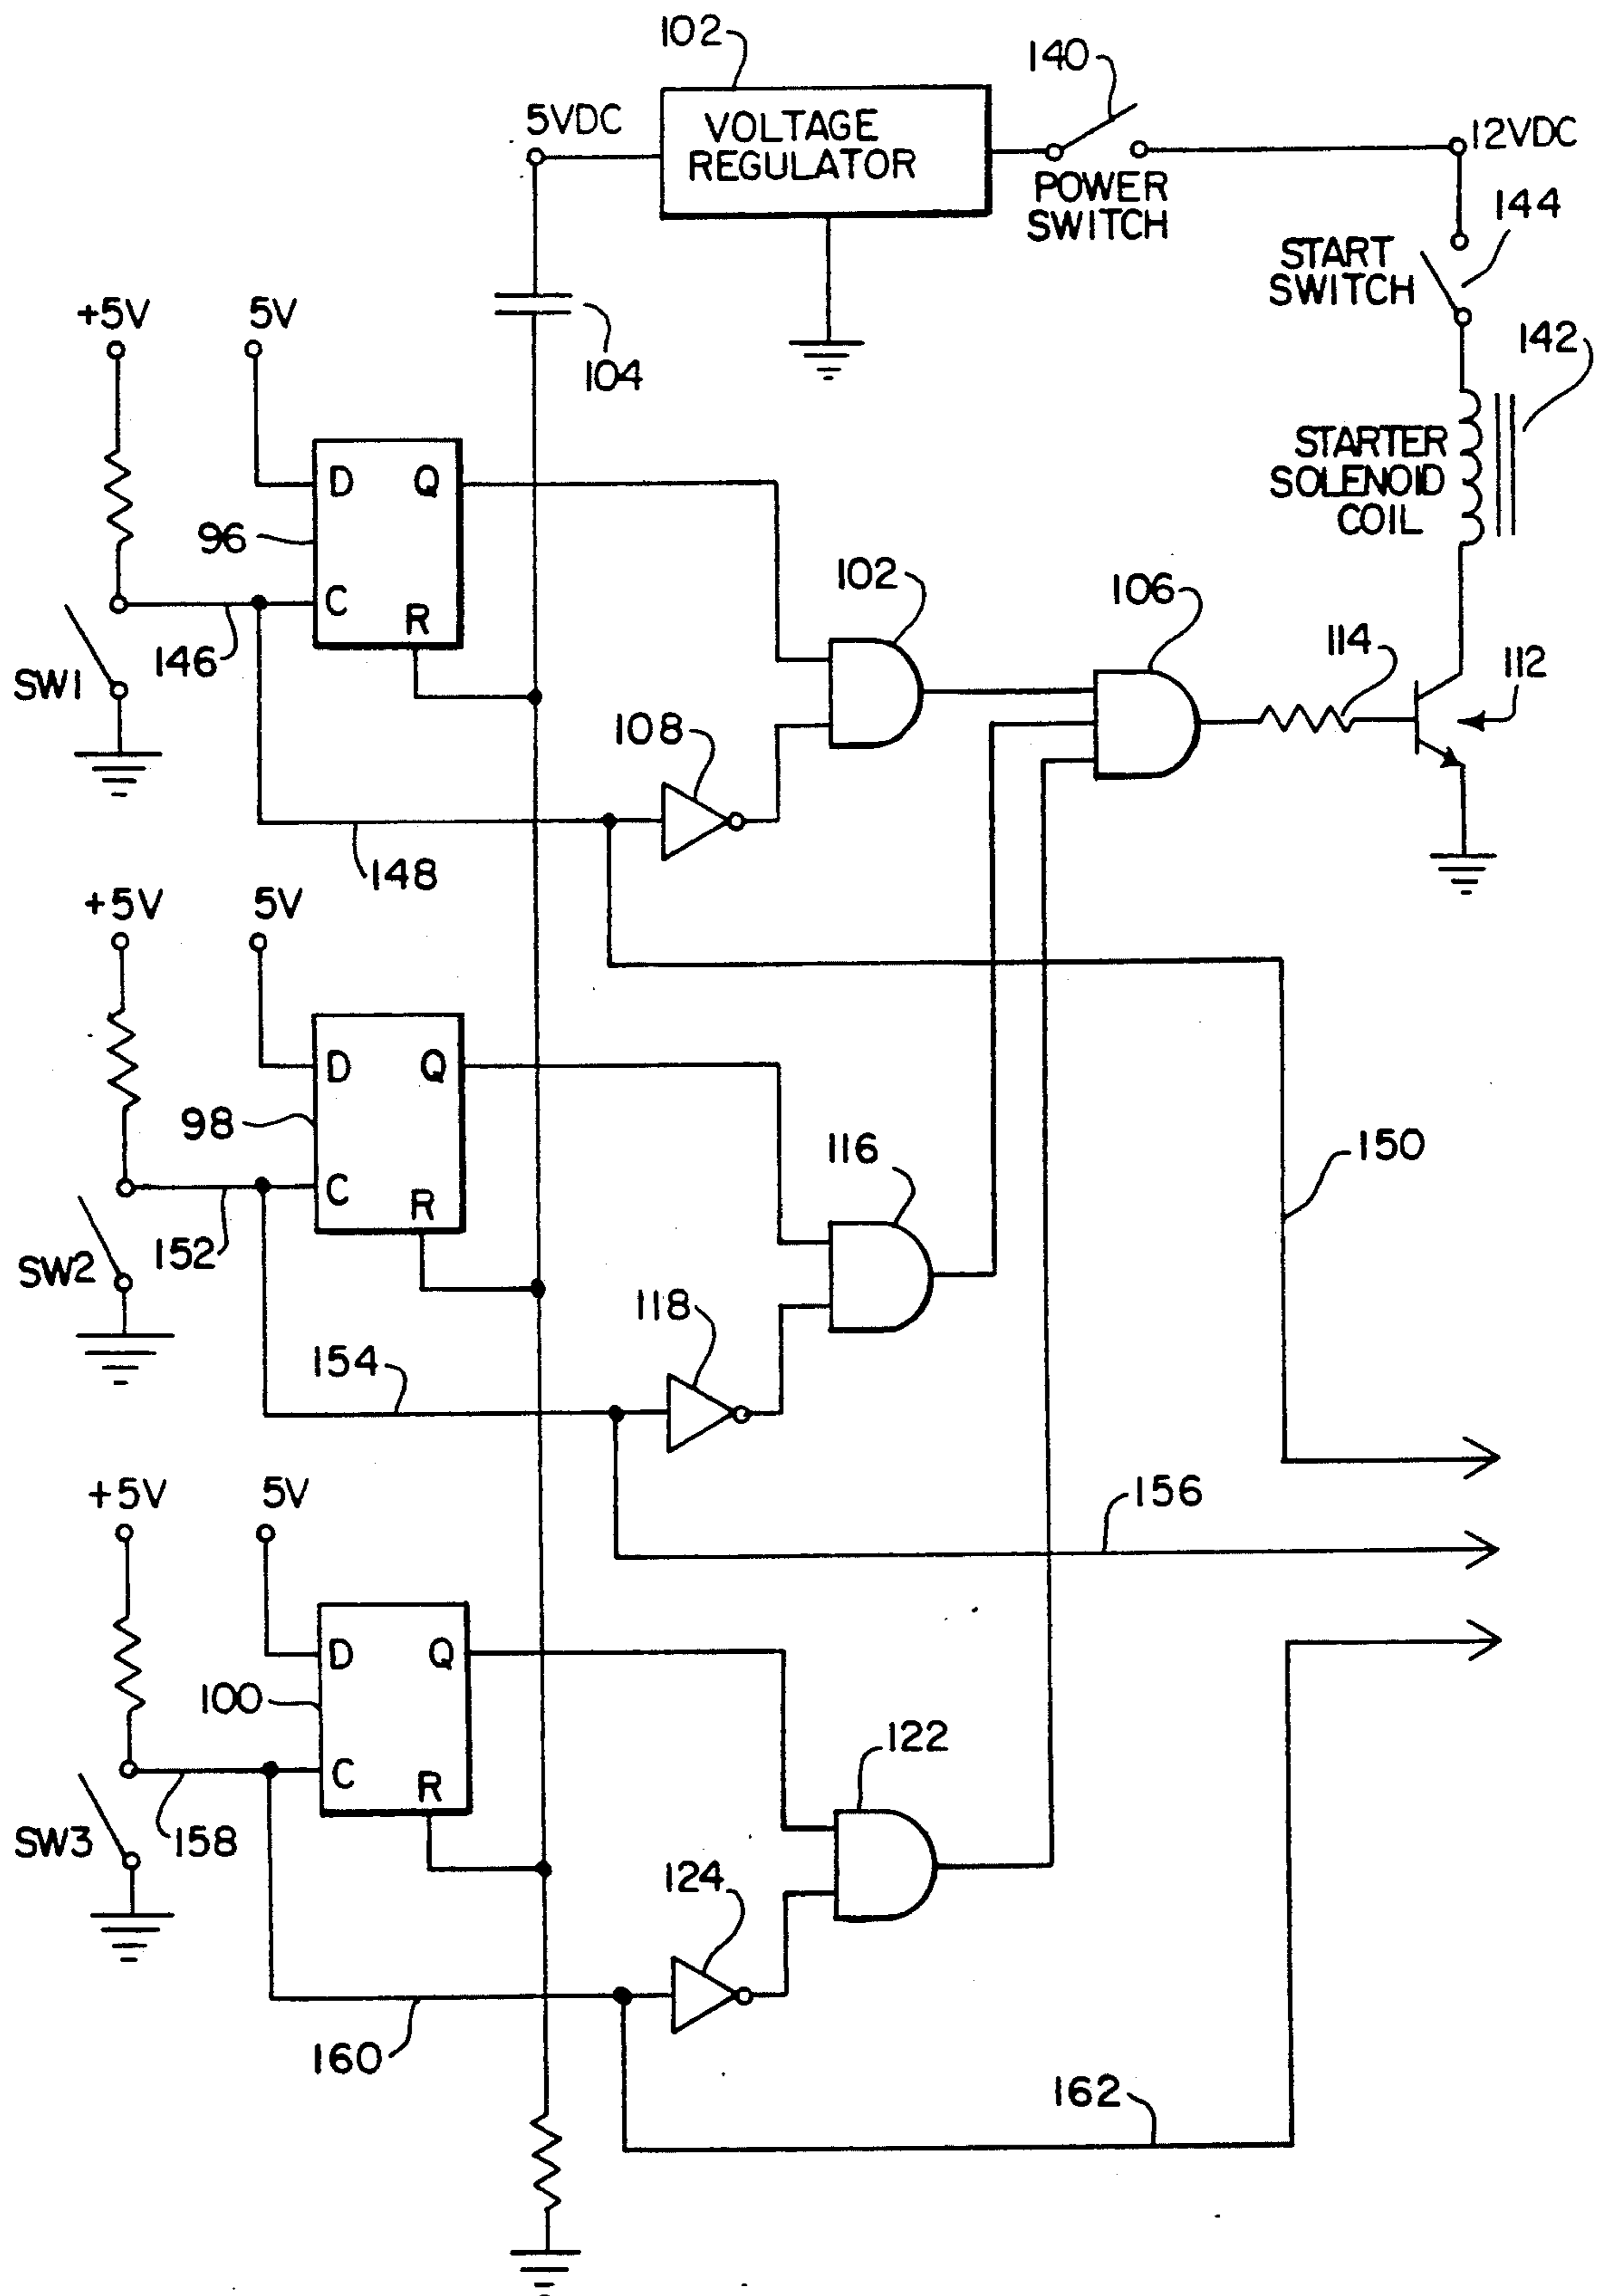 102
140
5VDC
VOLTAGE
REGULATOR
12VDC
POWER
SWITCH
144
START
SWITCH
+5V
5V
104
142
D
Q
STARTER
SOLENOID
COIL
96
C
R
102
106
146
SW1
114
112
108
148
+5V
5V
D
Q
98
116
150
C
R
152
SW2
118
154
+5V
5V
156
D
Q
100
122
C
R
SW3
158
124
160
162